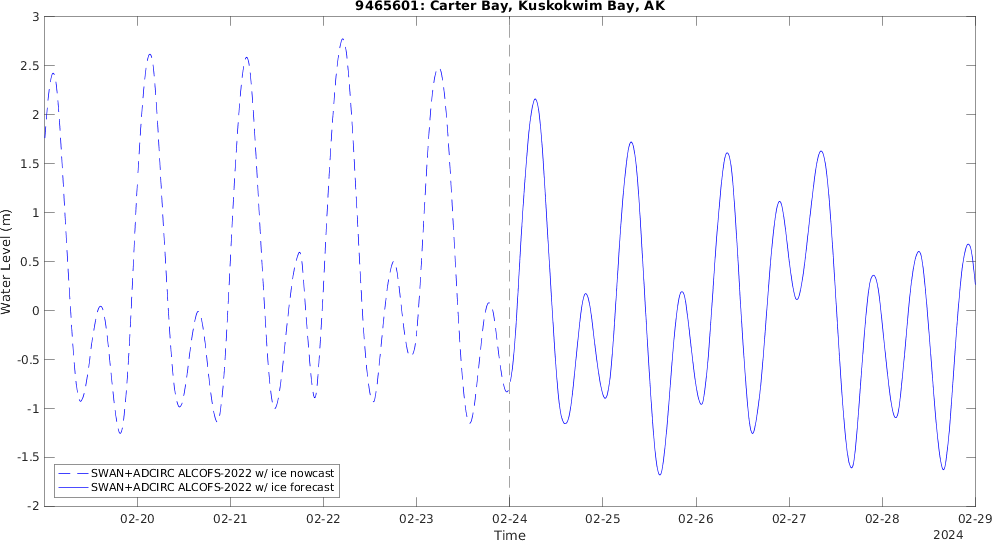 9465601: Carter Bay, Kuskokwim Bay, AK
3
2.5
2
1.5
1
0.5
0
-0.5
-1
-1.5
-2
Water Level (m)
SWAN+ADCIRC ALCOFS-2022 w/ ice nowcast
SWAN+ADCIRC ALCOFS-2022 w/ ice forecast
02-20 02-21 02-22 02-23 02-24 02-25 02-26 02-27 02-28 02-29
Time
2024